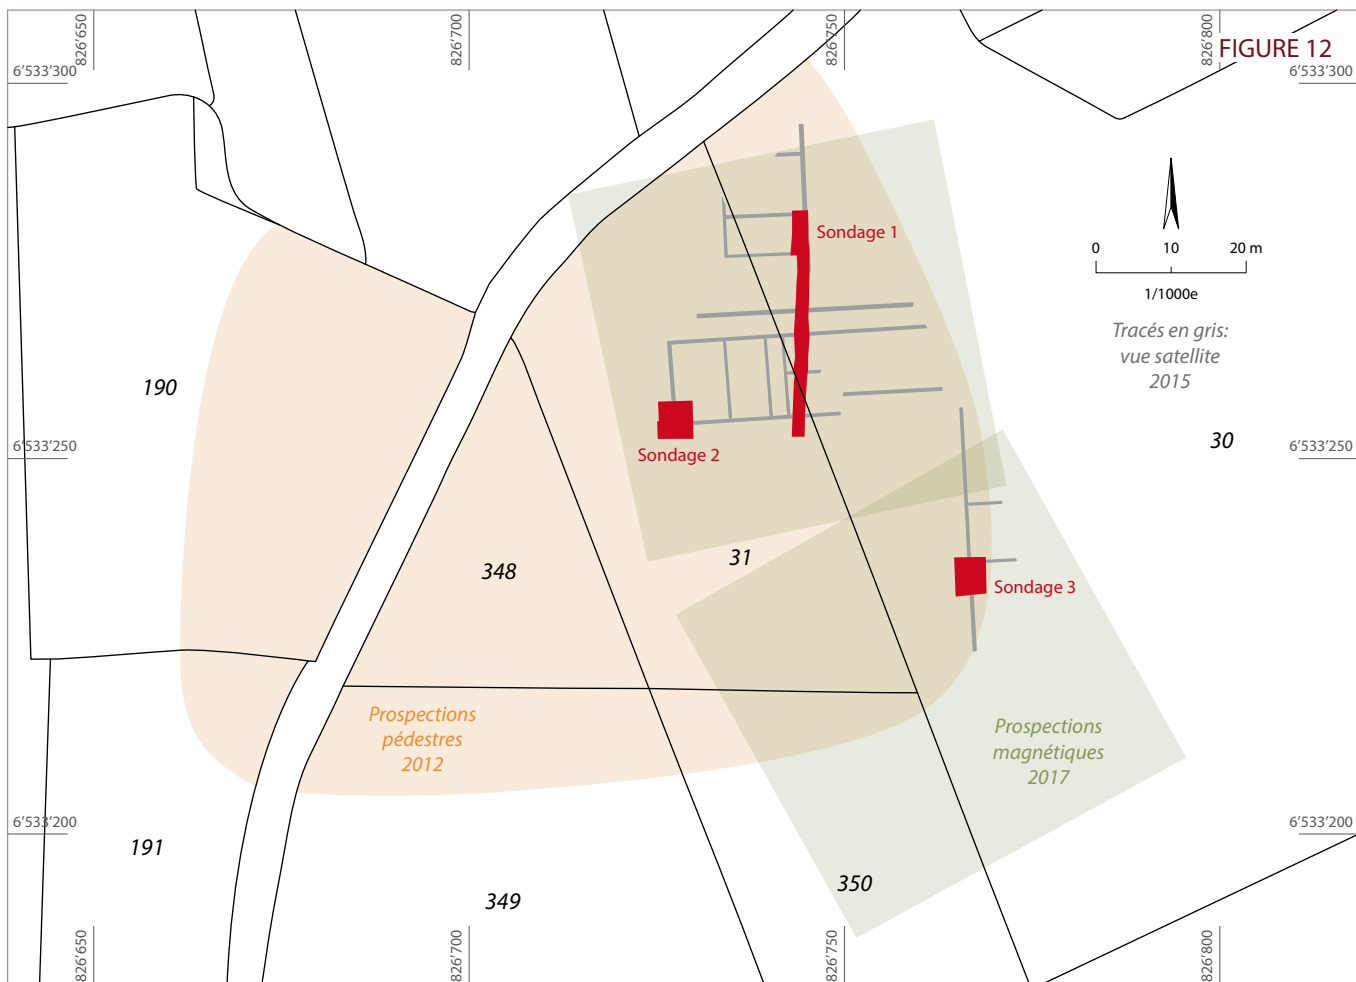 826'650
826'700
826'750
826'800
FIGURE 12
6'533'300
6'533'300
Sondage 1
0 10 20 m
1/1000e
Tracés en gris:
vue satellite
2015
190
30
6'533'250
6'533'250
Sondage 2
348
31
Sondage 3
Prospections
pédestres
2012
Prospections
magnétiques
2017
6'533'200
6'533'200
191
349
350
826'650
826'700
826'750
826'800